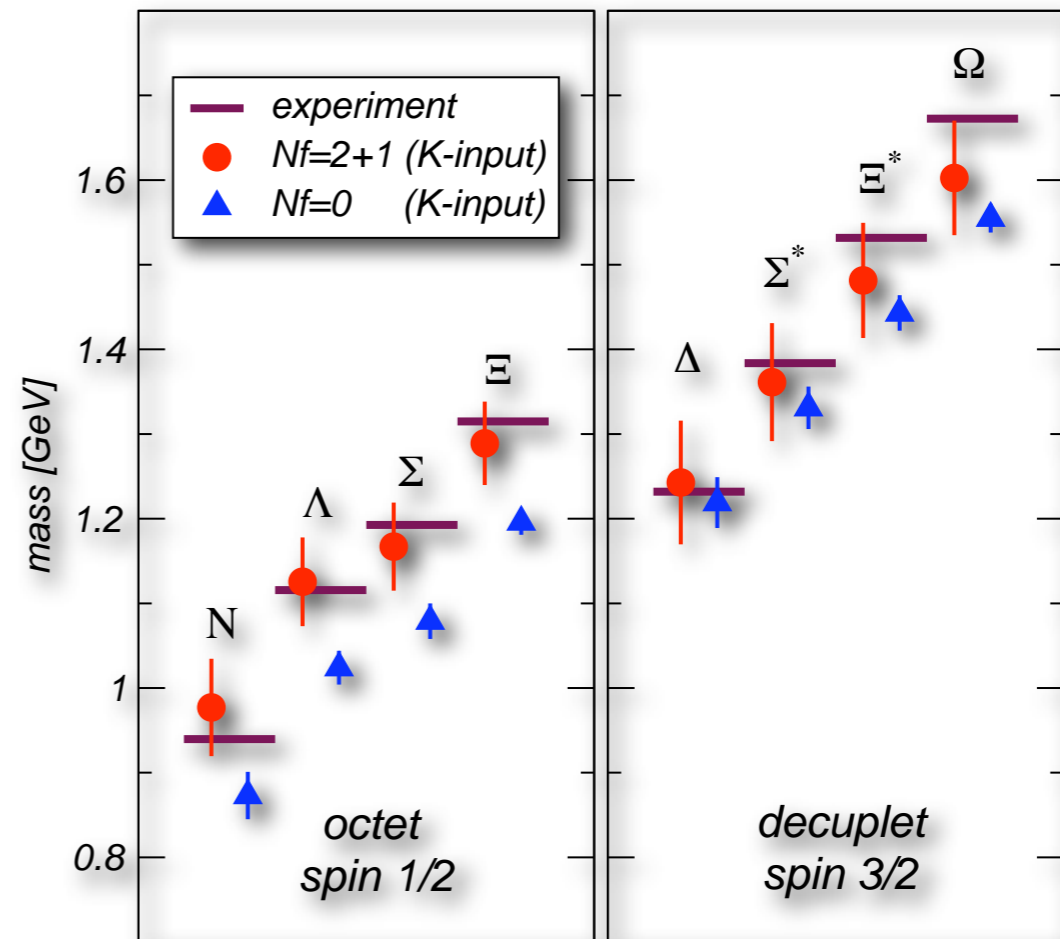 experiment
Nf=2+1 (K-input)
Nf=0 (K-input)
mass [GeV]
1.6
1.4
1.2
1
0.8
N
Λ
Σ
Ξ
octet
spin 1/2
Δ
Σ*
Ξ*
Ω
decuplet
spin 3/2